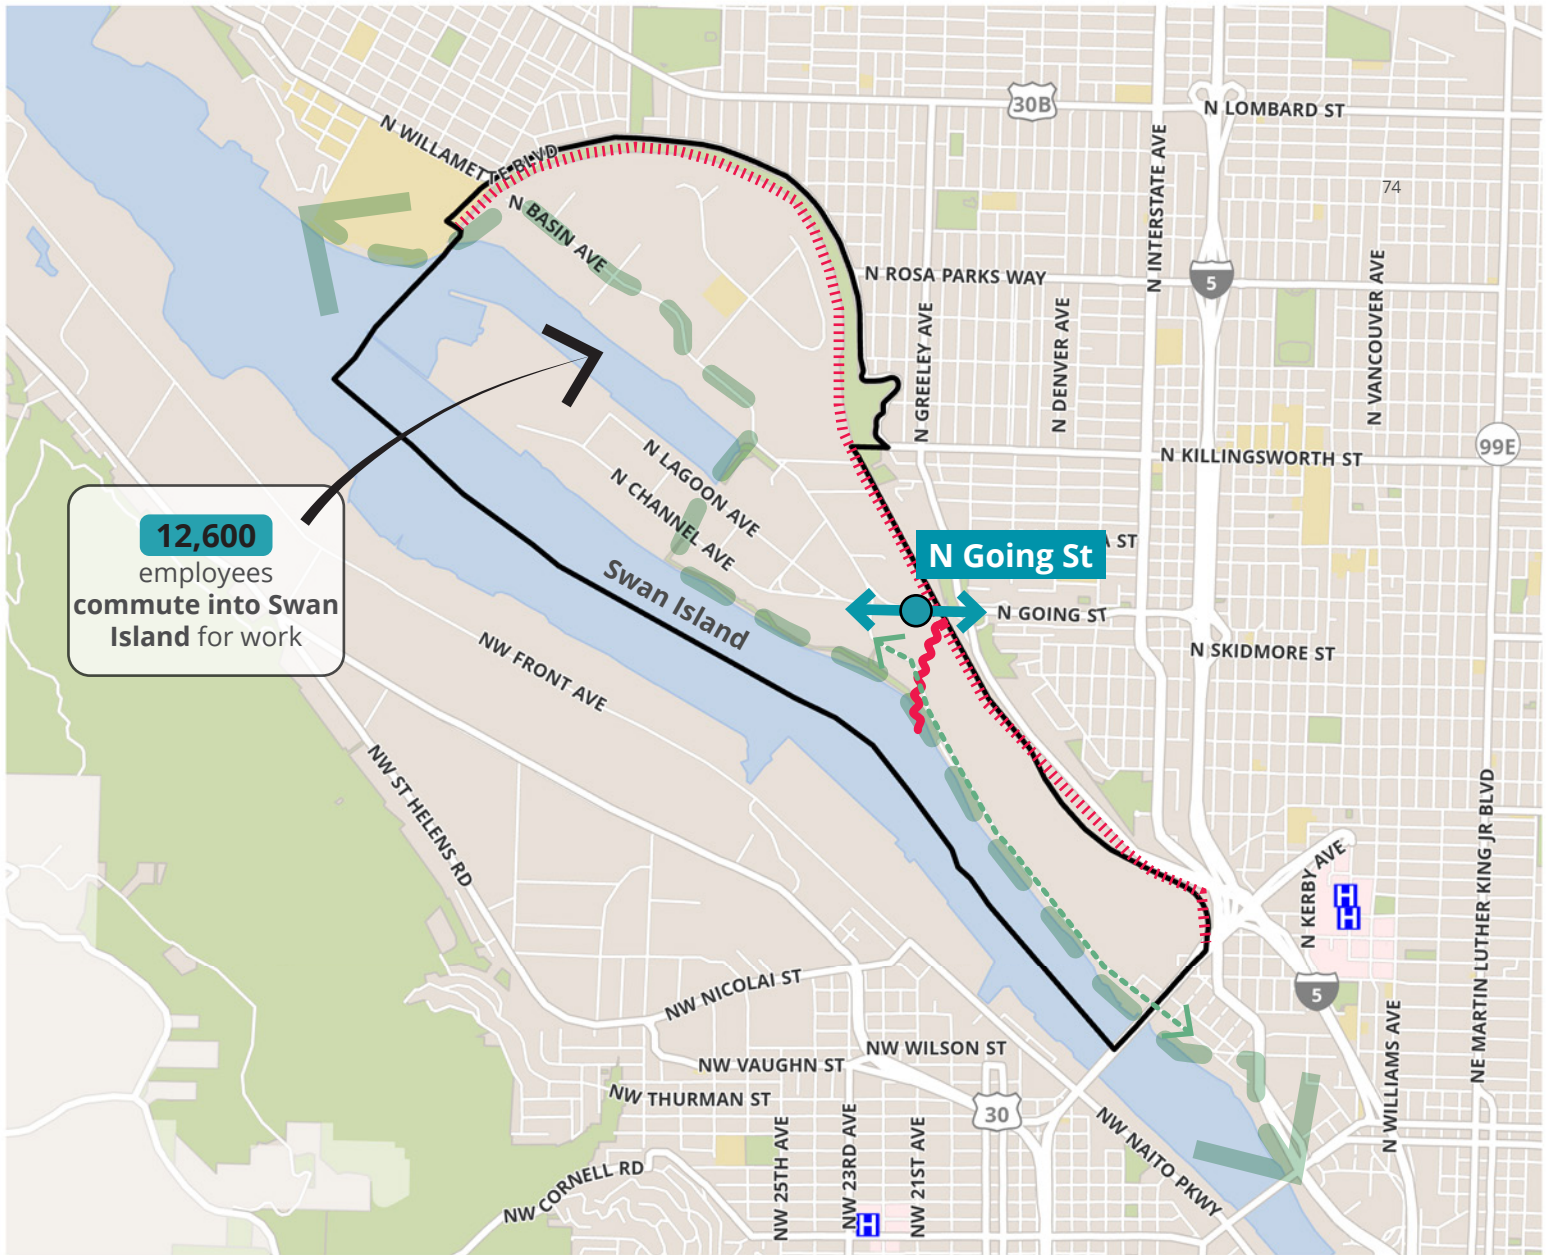 30B
N LOMBARD ST
N WILLAMETTE BLVD
N INTERSTATE AVE
74
N BASIN AVE
N ROSA PARKS WAY
5
N VANCOUVER AVE
N GREELEY AVE
N DENVER AVE
99E
N KILLINGSWORTH ST
N LAGOON AVE
N CHANNEL AVE
12,600
employees
commute into Swan
Island for work
A ST
N Going St
Swan Island
N GOING ST
N SKIDMORE ST
NW FRONT AVE
NW ST HELENS RD
N KERBY AVE
NE MARTIN LUTHER KING JR BLVD
H
H
5
NW NICOLAI ST
NW WILSON ST
NW VAUGHN ST
NW THURMAN ST
30
N WILLIAMS AVE
NW NAITO PKWY
NW CORNELL RD
NW 25TH AVE
NW 23RD AVE
NW 21ST AVE
H